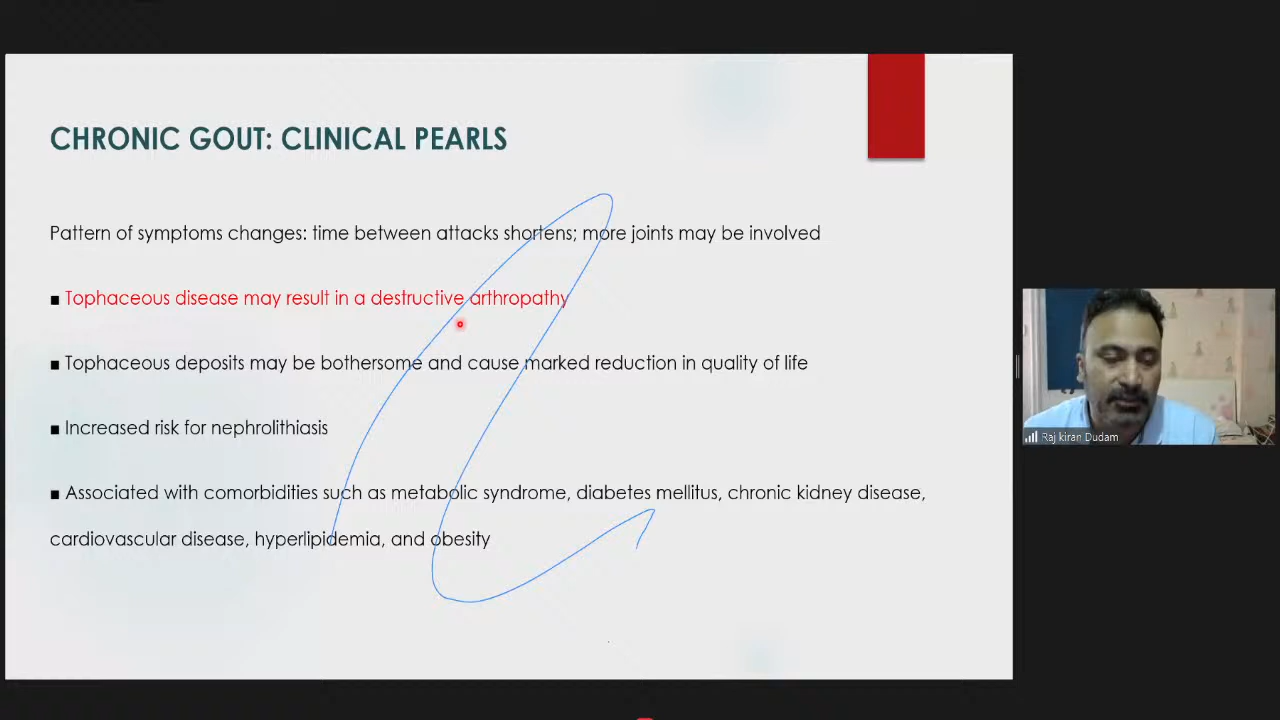 CHRONIC GOUT: CLINICAL PEARLS
Pattern of symptoms changes: time between attacks shortens; more joints may be involved
■ Tophaceous disease may result in a destructive arthropathy
■ Tophaceous deposits may be bothersome and cause marked reduction in quality of life
■ Increased risk for nephrolithiasis
■ Associated with comorbidities such as metabolic syndrome, diabetes mellitus, chronic kidney disease,
cardiovascular disease, hyperlipidemia, and obesity
Raj kiran Dudam